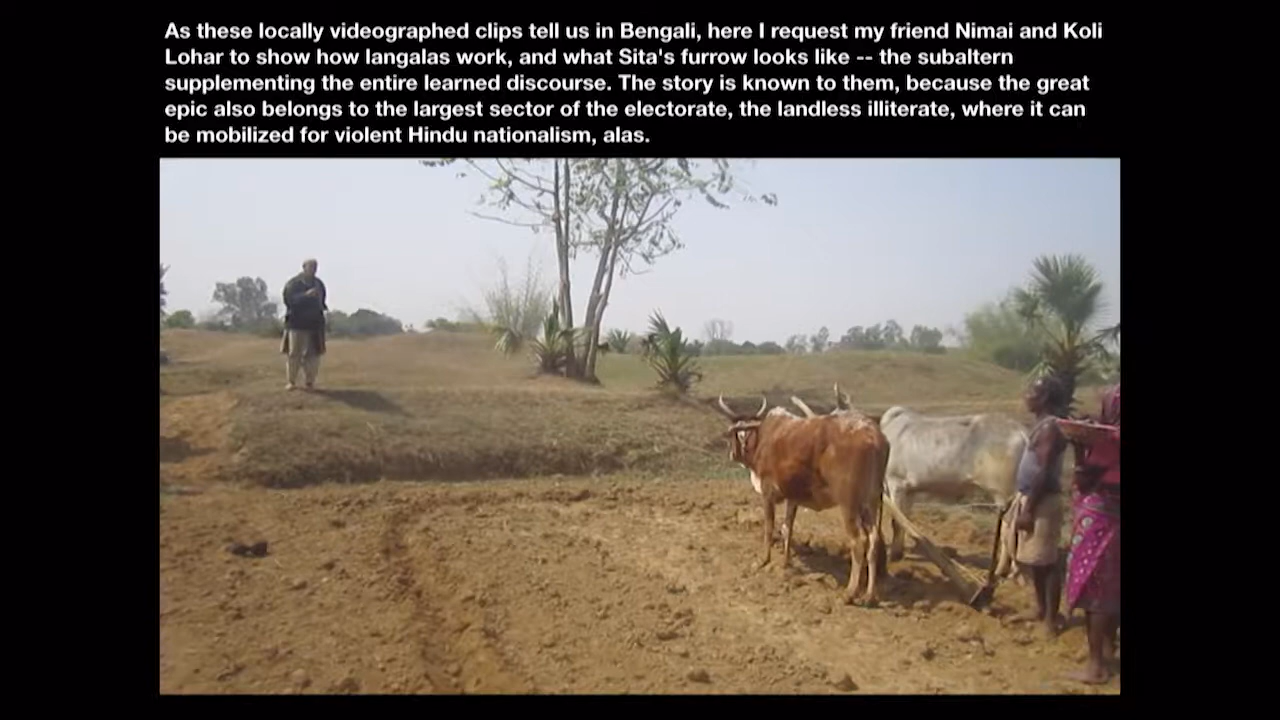 As these locally videographed clips tell us in Bengali, here I request my friend Nimai and Koli
Lohar to show how langalas work, and what Sita's furrow looks like -- the subaltern
supplementing the entire learned discourse. The story is known to them, because the great
epic also belongs to the largest sector of the electorate, the landless illiterate, where it can
be mobilized for violent Hindu nationalism, alas.